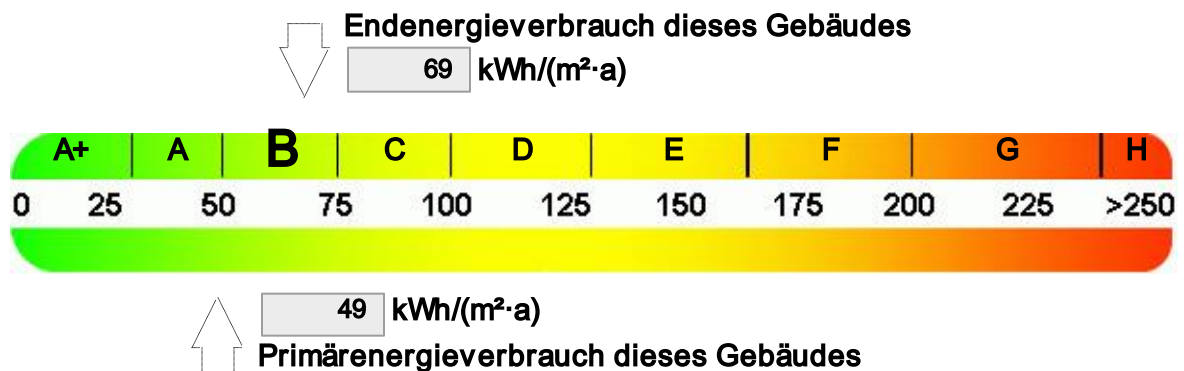 Endenergieverbrauch dieses Gebäudes
69 kWh/(m²·a)
A+ A B C D E F G H
0 25 50 75 100 125 150 175 200 225 >250
49 kWh/(m²·a)
Primärenergieverbrauch dieses Gebäudes